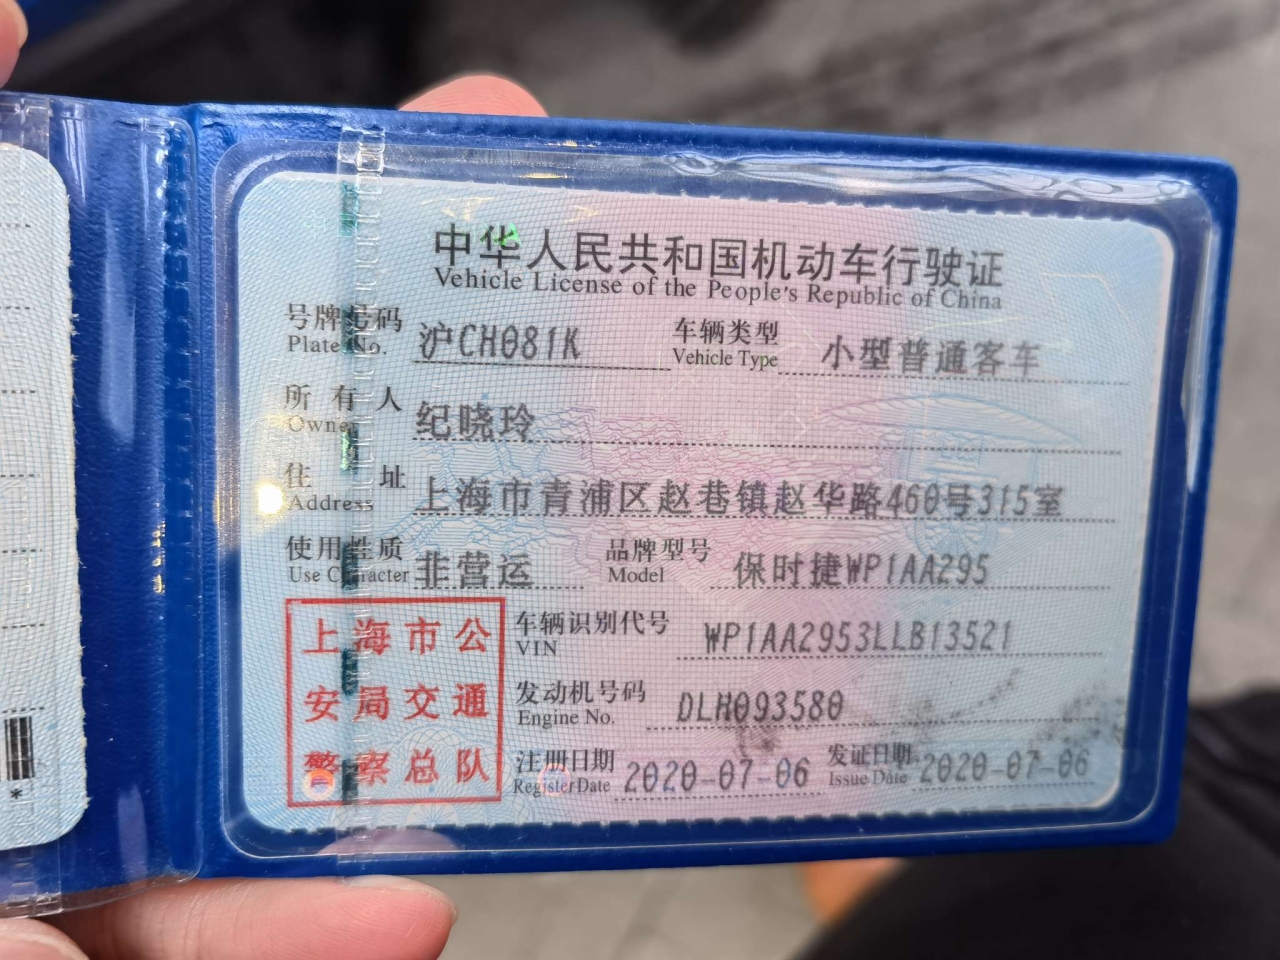 中华人民共和国机动车行驶证
Vehicle License of the People's Republic of China
号牌号码 沪CH081K 车辆类型 小型普通客车
Plate No. Vehicle Type
所有人 纪晓玲
Owner
住址 上海市青浦区赵巷镇赵华路460号315室
Address
使用性质 非营运 品牌型号 保时捷WP1AA295
Use Character Model
上海市公
安局交通
警察总队
车辆识别代号 WP1AA2953LLB13521
VIN
发动机号码 DLH093580
Engine No.
注册日期 2020-07-06 发证日期 2020-07-06
Register Date Issue Date
*